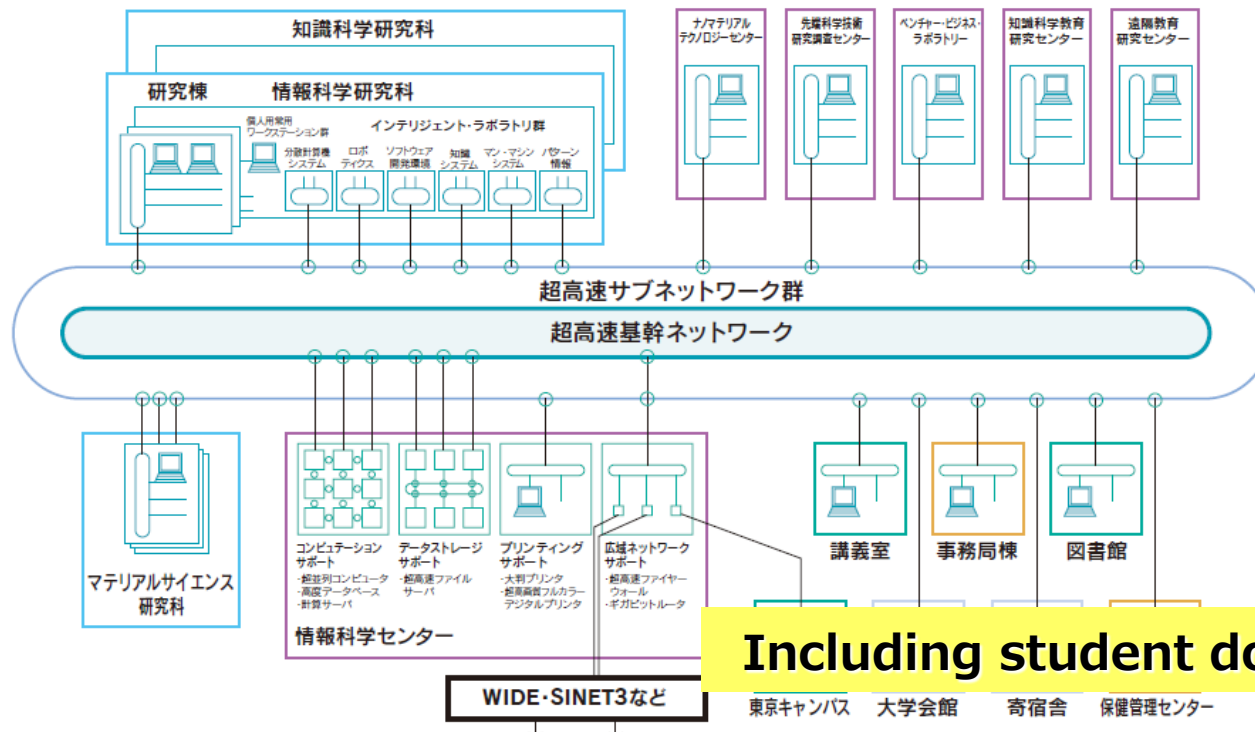 知識科学研究科
研究棟
情報科学研究科
個人用常用
ワークステーション群
インテリジェント・ラボラトリ群
分散計算機
システム
ロボ
ティクス
ソフトウェア
開発環境
知識
システム
マン・マシン
システム
パターン
情報
ナノマテリアル
テクノロジーセンター
先端科学技術
研究調査センター
ベンチャー・ビジネス・
ラボラトリー
知識科学教育
研究センター
遠隔教育
研究センター
超高速サブネットワーク群
超高速基幹ネットワーク
マテリアルサイエンス
研究科
コンピュテーション
サポート
・超並列コンピュータ
・高度データベース
・計算サーバ
データストレージ
サポート
・超高速ファイル
サーバ
プリンティング
サポート
・大判プリンタ
・超高画質フルカラー
デジタルプリンタ
広域ネットワーク
サポート
・超高速ファイヤー
ウォール
・ギガビットルータ
情報科学センター
講義室
事務局棟
図書館
Including student do
WIDE・SINET3など
東京キャンパス
大学会館
寄宿舎
保健管理センター